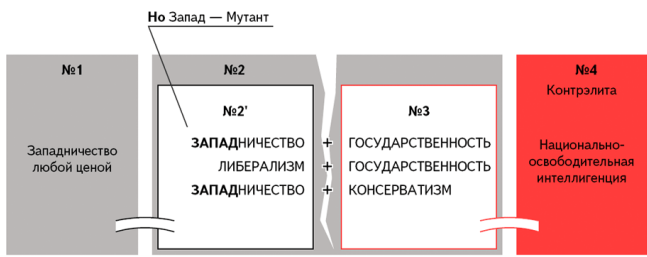 Но Запад — Мутант
№1
Западничество
любой ценой
№2
№2'
ЗАПАДНИЧЕСТВО + ГОСУДАРСТВЕННОСТЬ
ЛИБЕРАЛИЗМ + ГОСУДАРСТВЕННОСТЬ
ЗАПАДНИЧЕСТВО + КОНСЕРВАТИЗМ
№3
№4
Контрэлита
Национально-
освободительная
интеллигенция